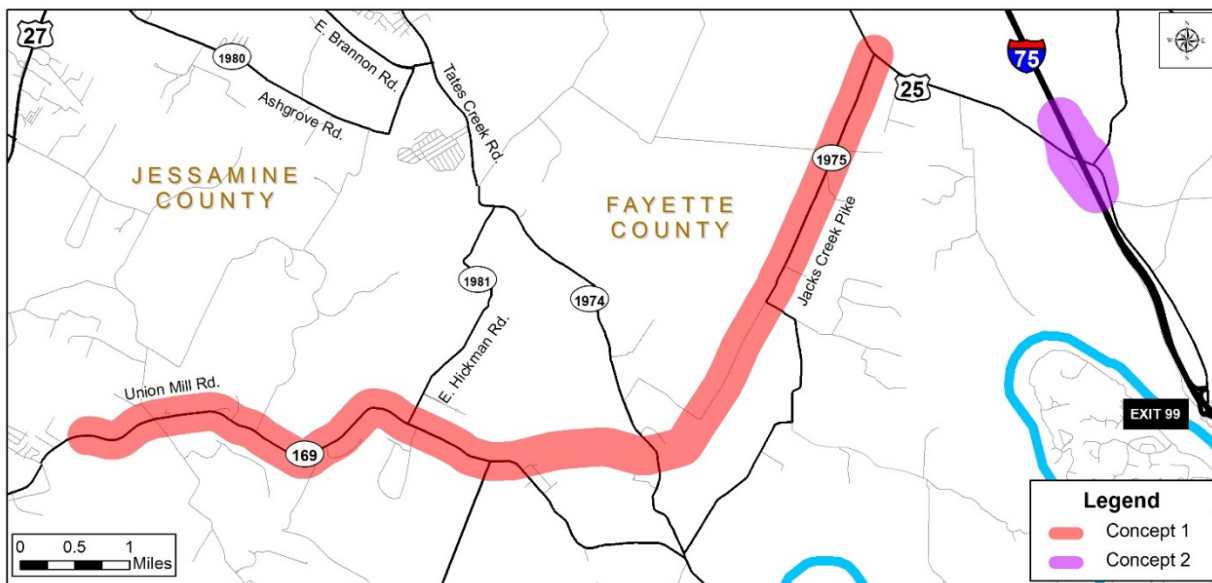 27
1980
E. Brannon Rd.
Ashgrove Rd.
Tates Creek Rd.
75
25
N
W E
S
JESSAMINE
COUNTY
FAYETTE
COUNTY
1975
Jacks Creek Pike
1981
1974
E. Hickman Rd.
Union Mill Rd.
169
EXIT 99
0 0.5 1
Miles
Legend
Concept 1
Concept 2